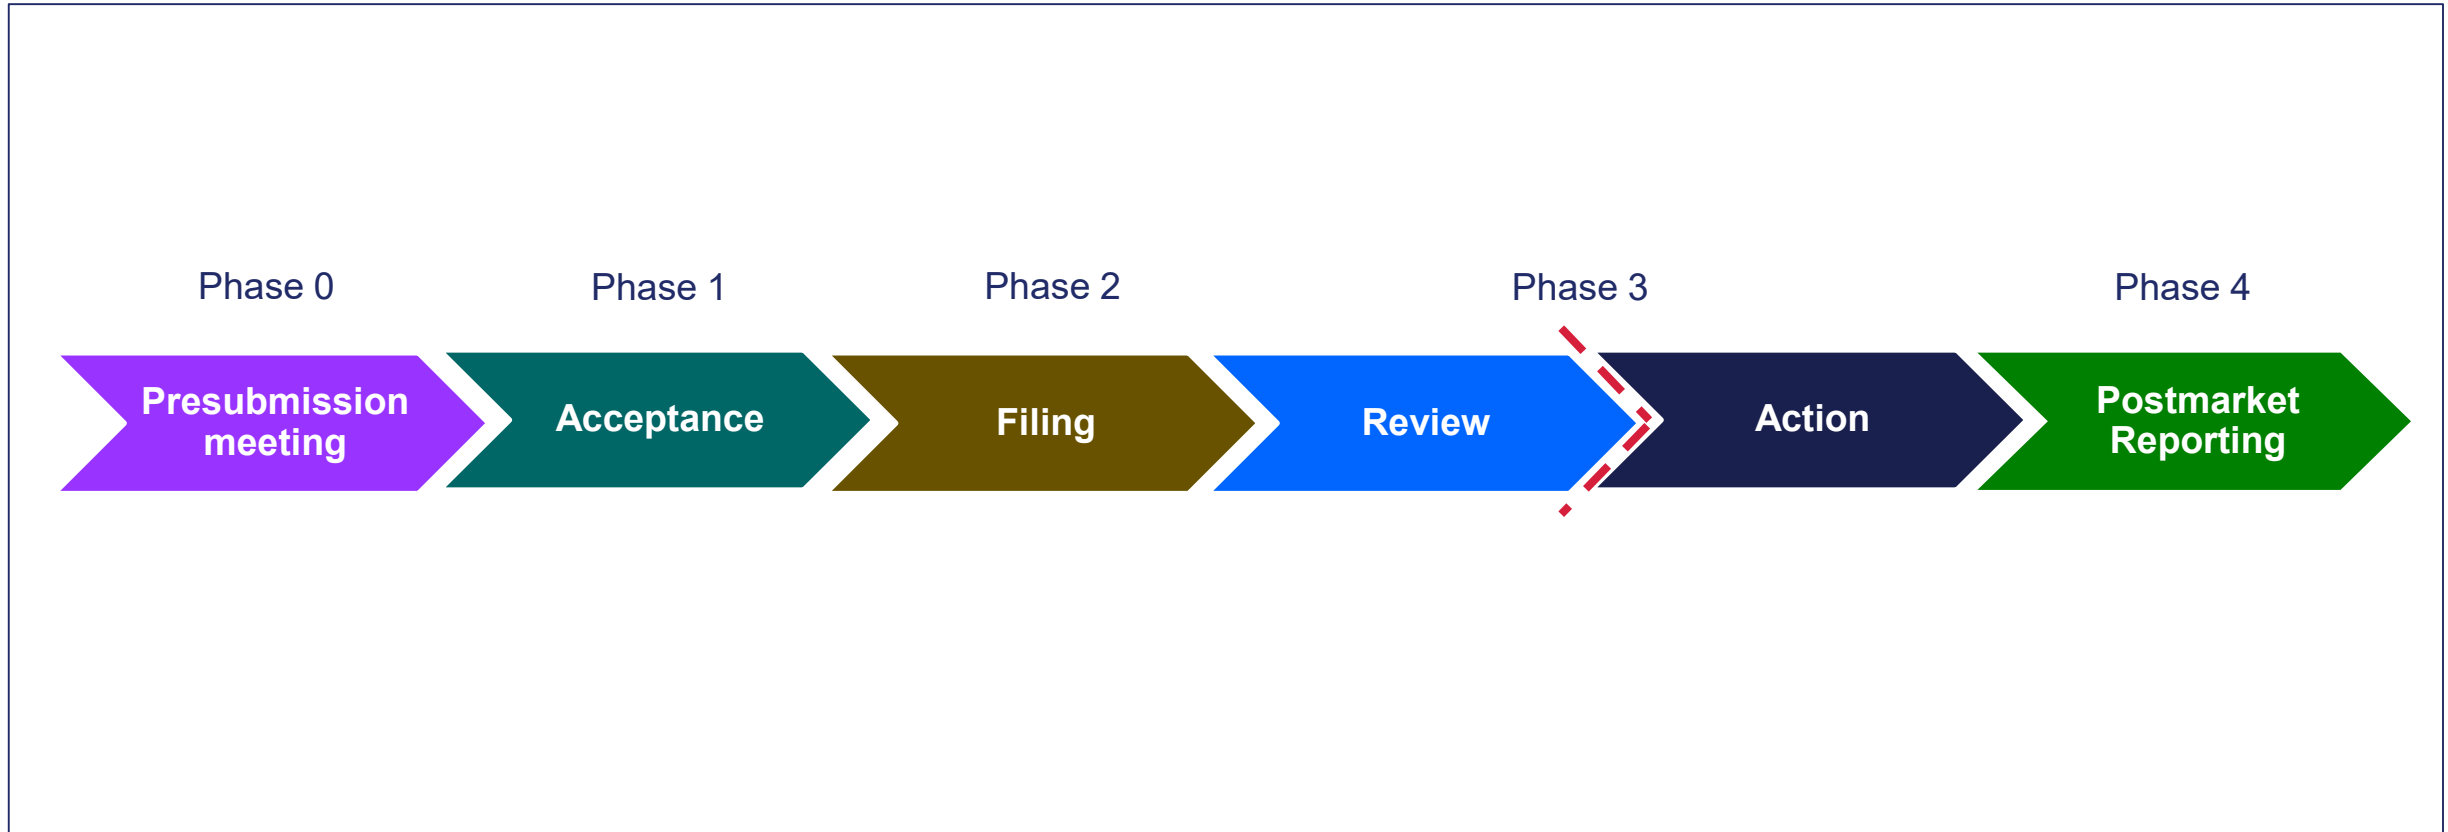 Phase 0
Phase 1
Phase 2
Phase 3
Phase 4
Presubmission
meeting
Acceptance
Filing
Review
Action
Postmarket
Reporting